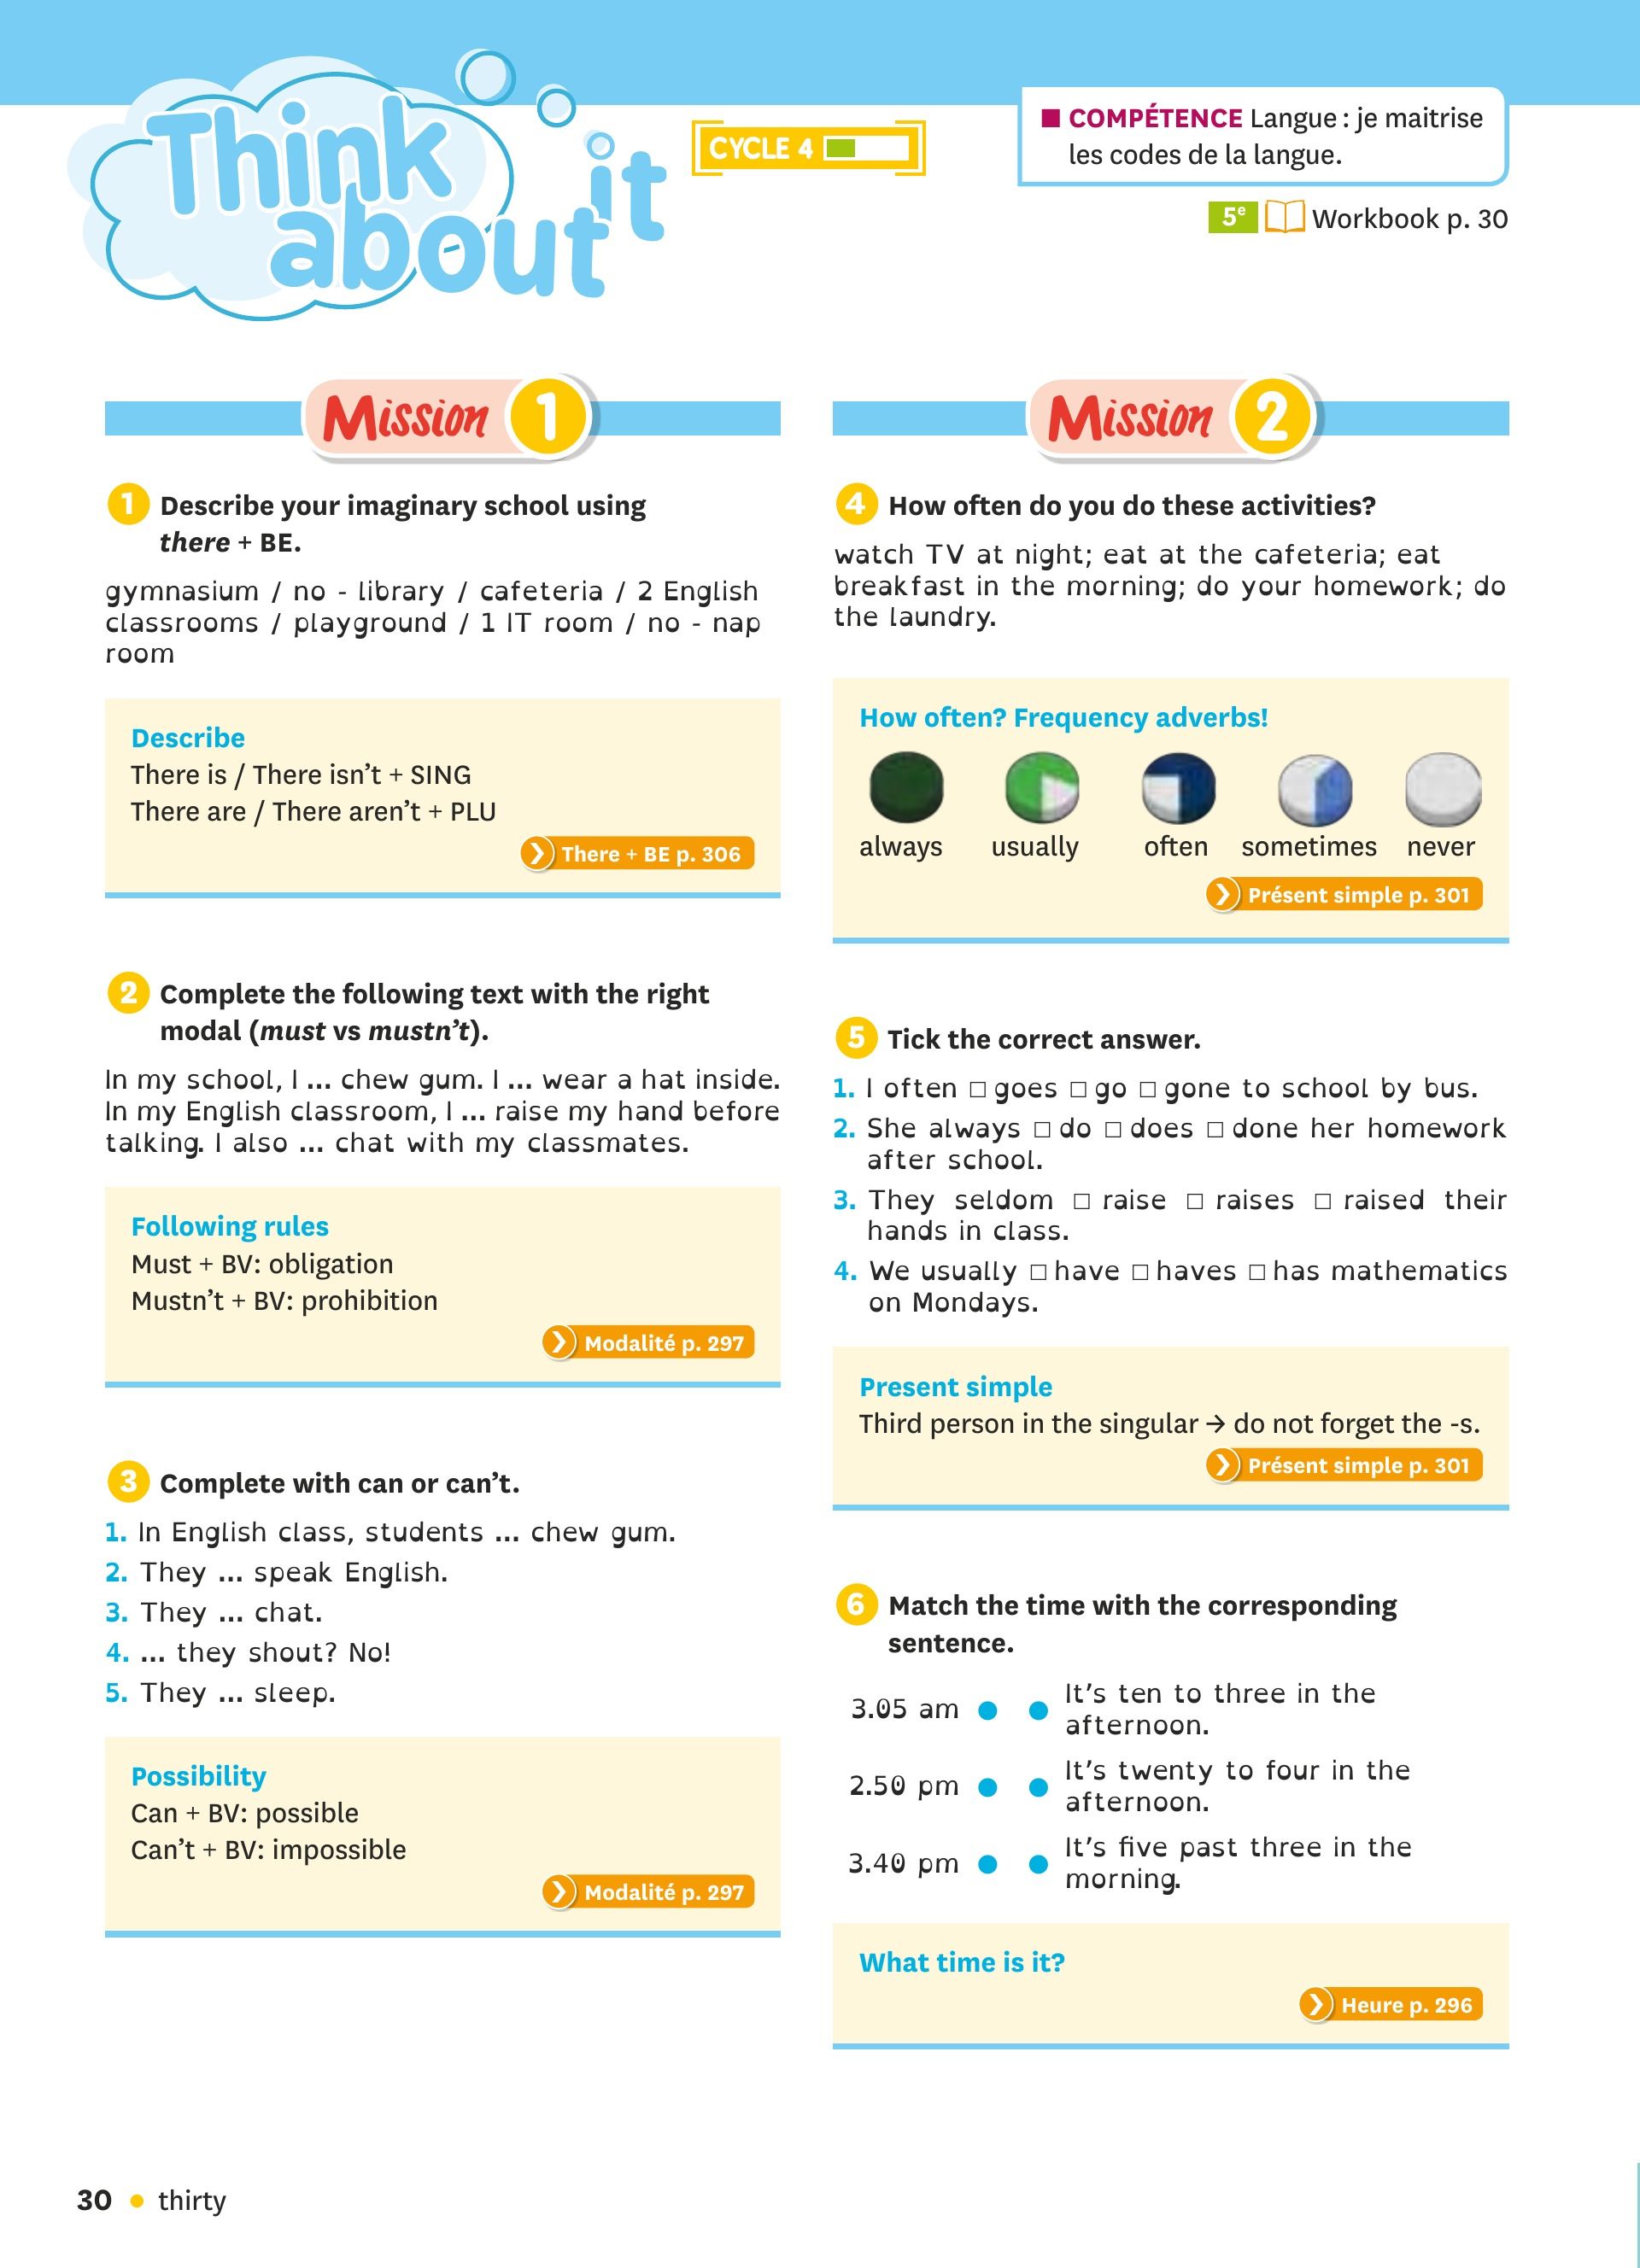 Think
about it
CYCLE 4
■ COMPÉTENCE Langue : je maitrise
les codes de la langue.
5e Workbook p. 30
Mission 1
1 Describe your imaginary school using
there + BE.
gymnasium / no - library / cafeteria / 2 English
classrooms / playground / 1 IT room / no - nap
room
Describe
There is / There isn't + SING
There are / There aren't + PLU
There + BE p. 306
2 Complete the following text with the right
modal (must vs mustn't).
In my school, I ... chew gum. I ... wear a hat inside.
In my English classroom, I ... raise my hand before
talking. I also ... chat with my classmates.
Following rules
Must + BV: obligation
Mustn't + BV: prohibition
Modalité p. 297
3 Complete with can or can't.
1. In English class, students ... chew gum.
2. They ... speak English.
3. They ... chat.
4. ... they shout? No!
5. They ... sleep.
Possibility
Can + BV: possible
Can't + BV: impossible
Modalité p. 297
Mission 2
4 How often do you do these activities?
watch TV at night; eat at the cafeteria; eat
breakfast in the morning; do your homework; do
the laundry.
How often? Frequency adverbs!
always usually often sometimes never
Présent simple p. 301
5 Tick the correct answer.
1. I often □ goes □ go □ gone to school by bus.
2. She always □ do □ does □ done her homework
after school.
3. They seldom □ raise □ raises □ raised their
hands in class.
4. We usually □ have □ haves □ has mathematics
on Mondays.
Present simple
Third person in the singular → do not forget the -s.
Présent simple p. 301
6 Match the time with the corresponding
sentence.
3.05 am ● ● It's ten to three in the
afternoon.
2.50 pm ● ● It's twenty to four in the
afternoon.
3.40 pm ● ● It's five past three in the
morning.
What time is it?
Heure p. 296
30 • thirty